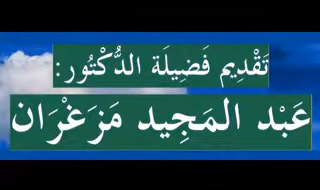 تَقْدِيم فَضِيلَة الدُّكْتُور:
عَبْد المَجِيد مَزَغْرَان